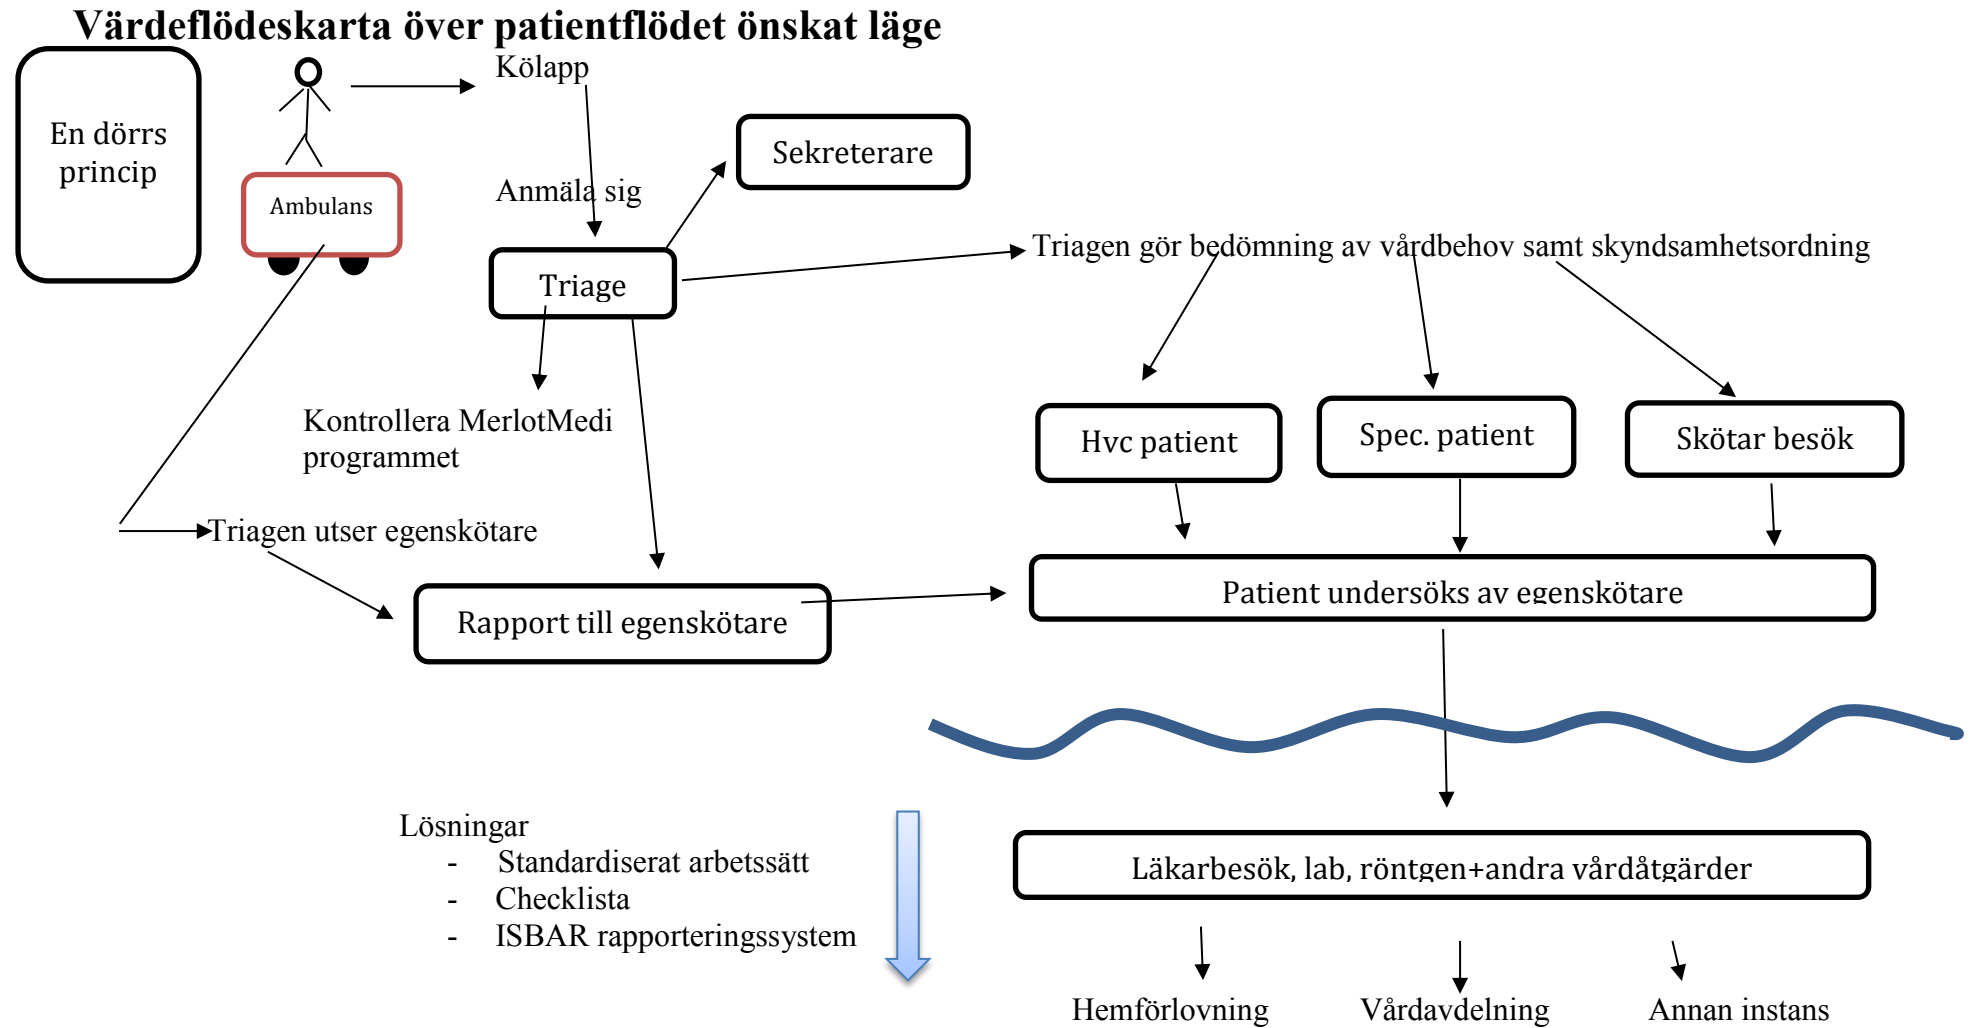 Värdeflödeskarta över patientflödet önskat läge
En dörrs
princip
Ambulans
Kölapp
Anmäla sig
Sekreterare
Triage
Triagen gör bedömning av vårdbehov samt skyndsamhetsordning
Kontrollera MerlotMedi
programmet
Hvc patient
Spec. patient
Skötar besök
Triagen utser egenskötare
Rapport till egenskötare
Patient undersöks av egenskötare
Lösningar
- Standardiserat arbetssätt
- Checklista
- ISBAR rapporteringssystem
Läkarbesök, lab, röntgen+andra vårdåtgärder
Hemförlovning
Vårdavdelning
Annan instans